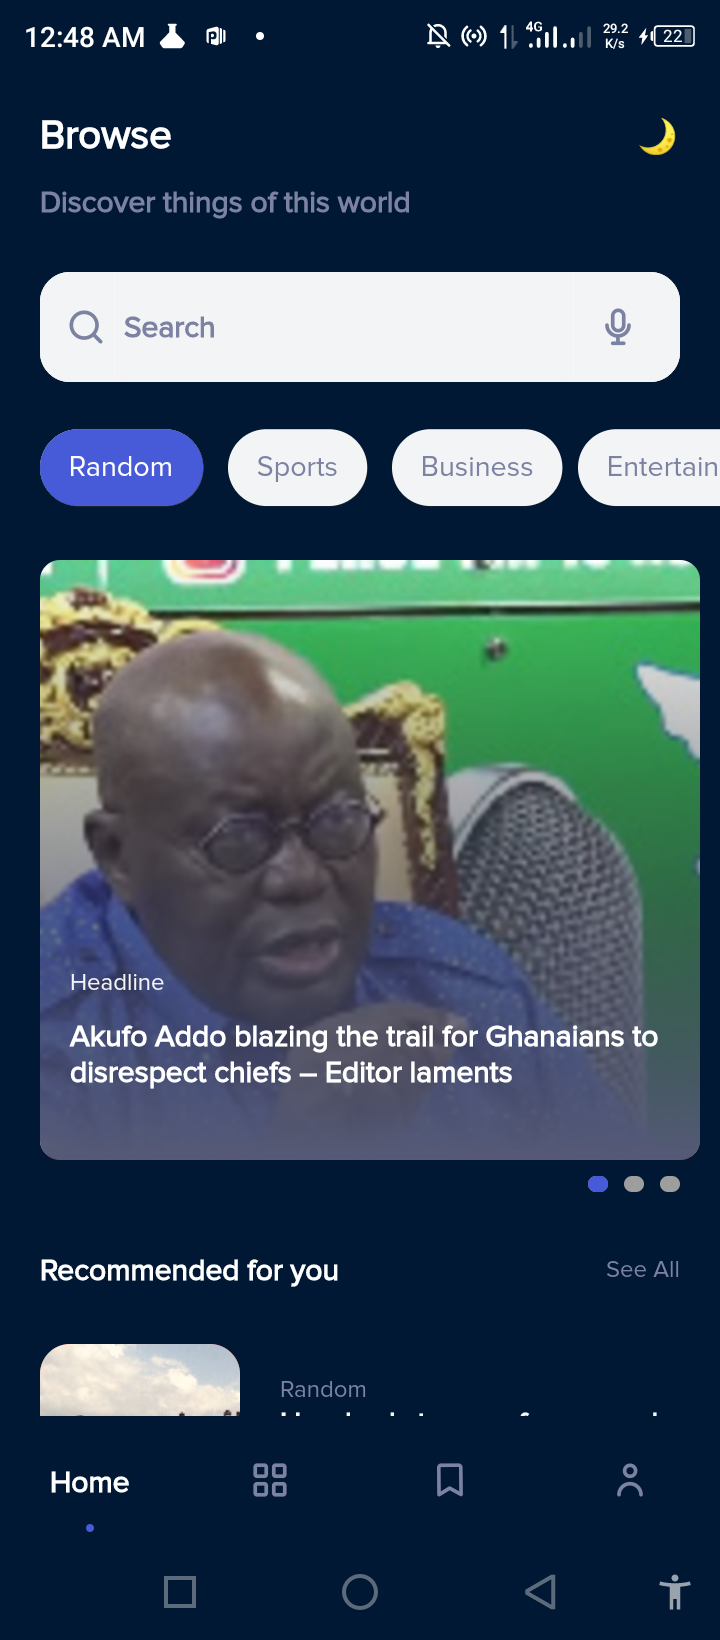 12:48 AM
4G
29.2
K/s
22
Browse
Discover things of this world
Search
Random
Sports
Business
Entertain
Headline
Akufo Addo blazing the trail for Ghanaians to
disrespect chiefs – Editor laments
Recommended for you
See All
Random
Home